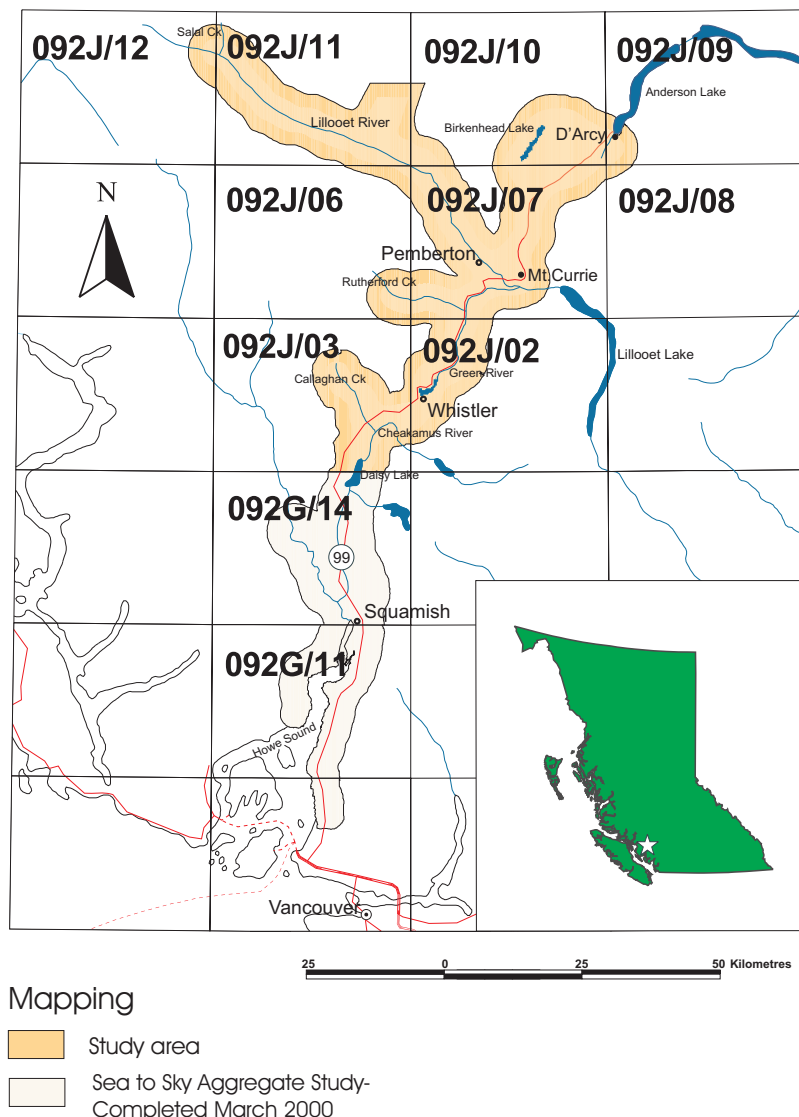 092J/12
Salal Ck
092J/11
092J/10
092J/09
Anderson Lake
Lillooet River
Birkenhead Lake
D'Arcy
N
092J/06
092J/07
092J/08
Pemberton
Mt.Currie
Rutherford Ck
092J/03
092J/02
Lillooet Lake
Callaghan Ck
Green River
Whistler
Cheakamus River
Daisy Lake
092G/14
99
Squamish
092G/11
Howe Sound
Vancouver
25 0 25 50 Kilometres
Mapping
Study area
Sea to Sky Aggregate Study-
Completed March 2000